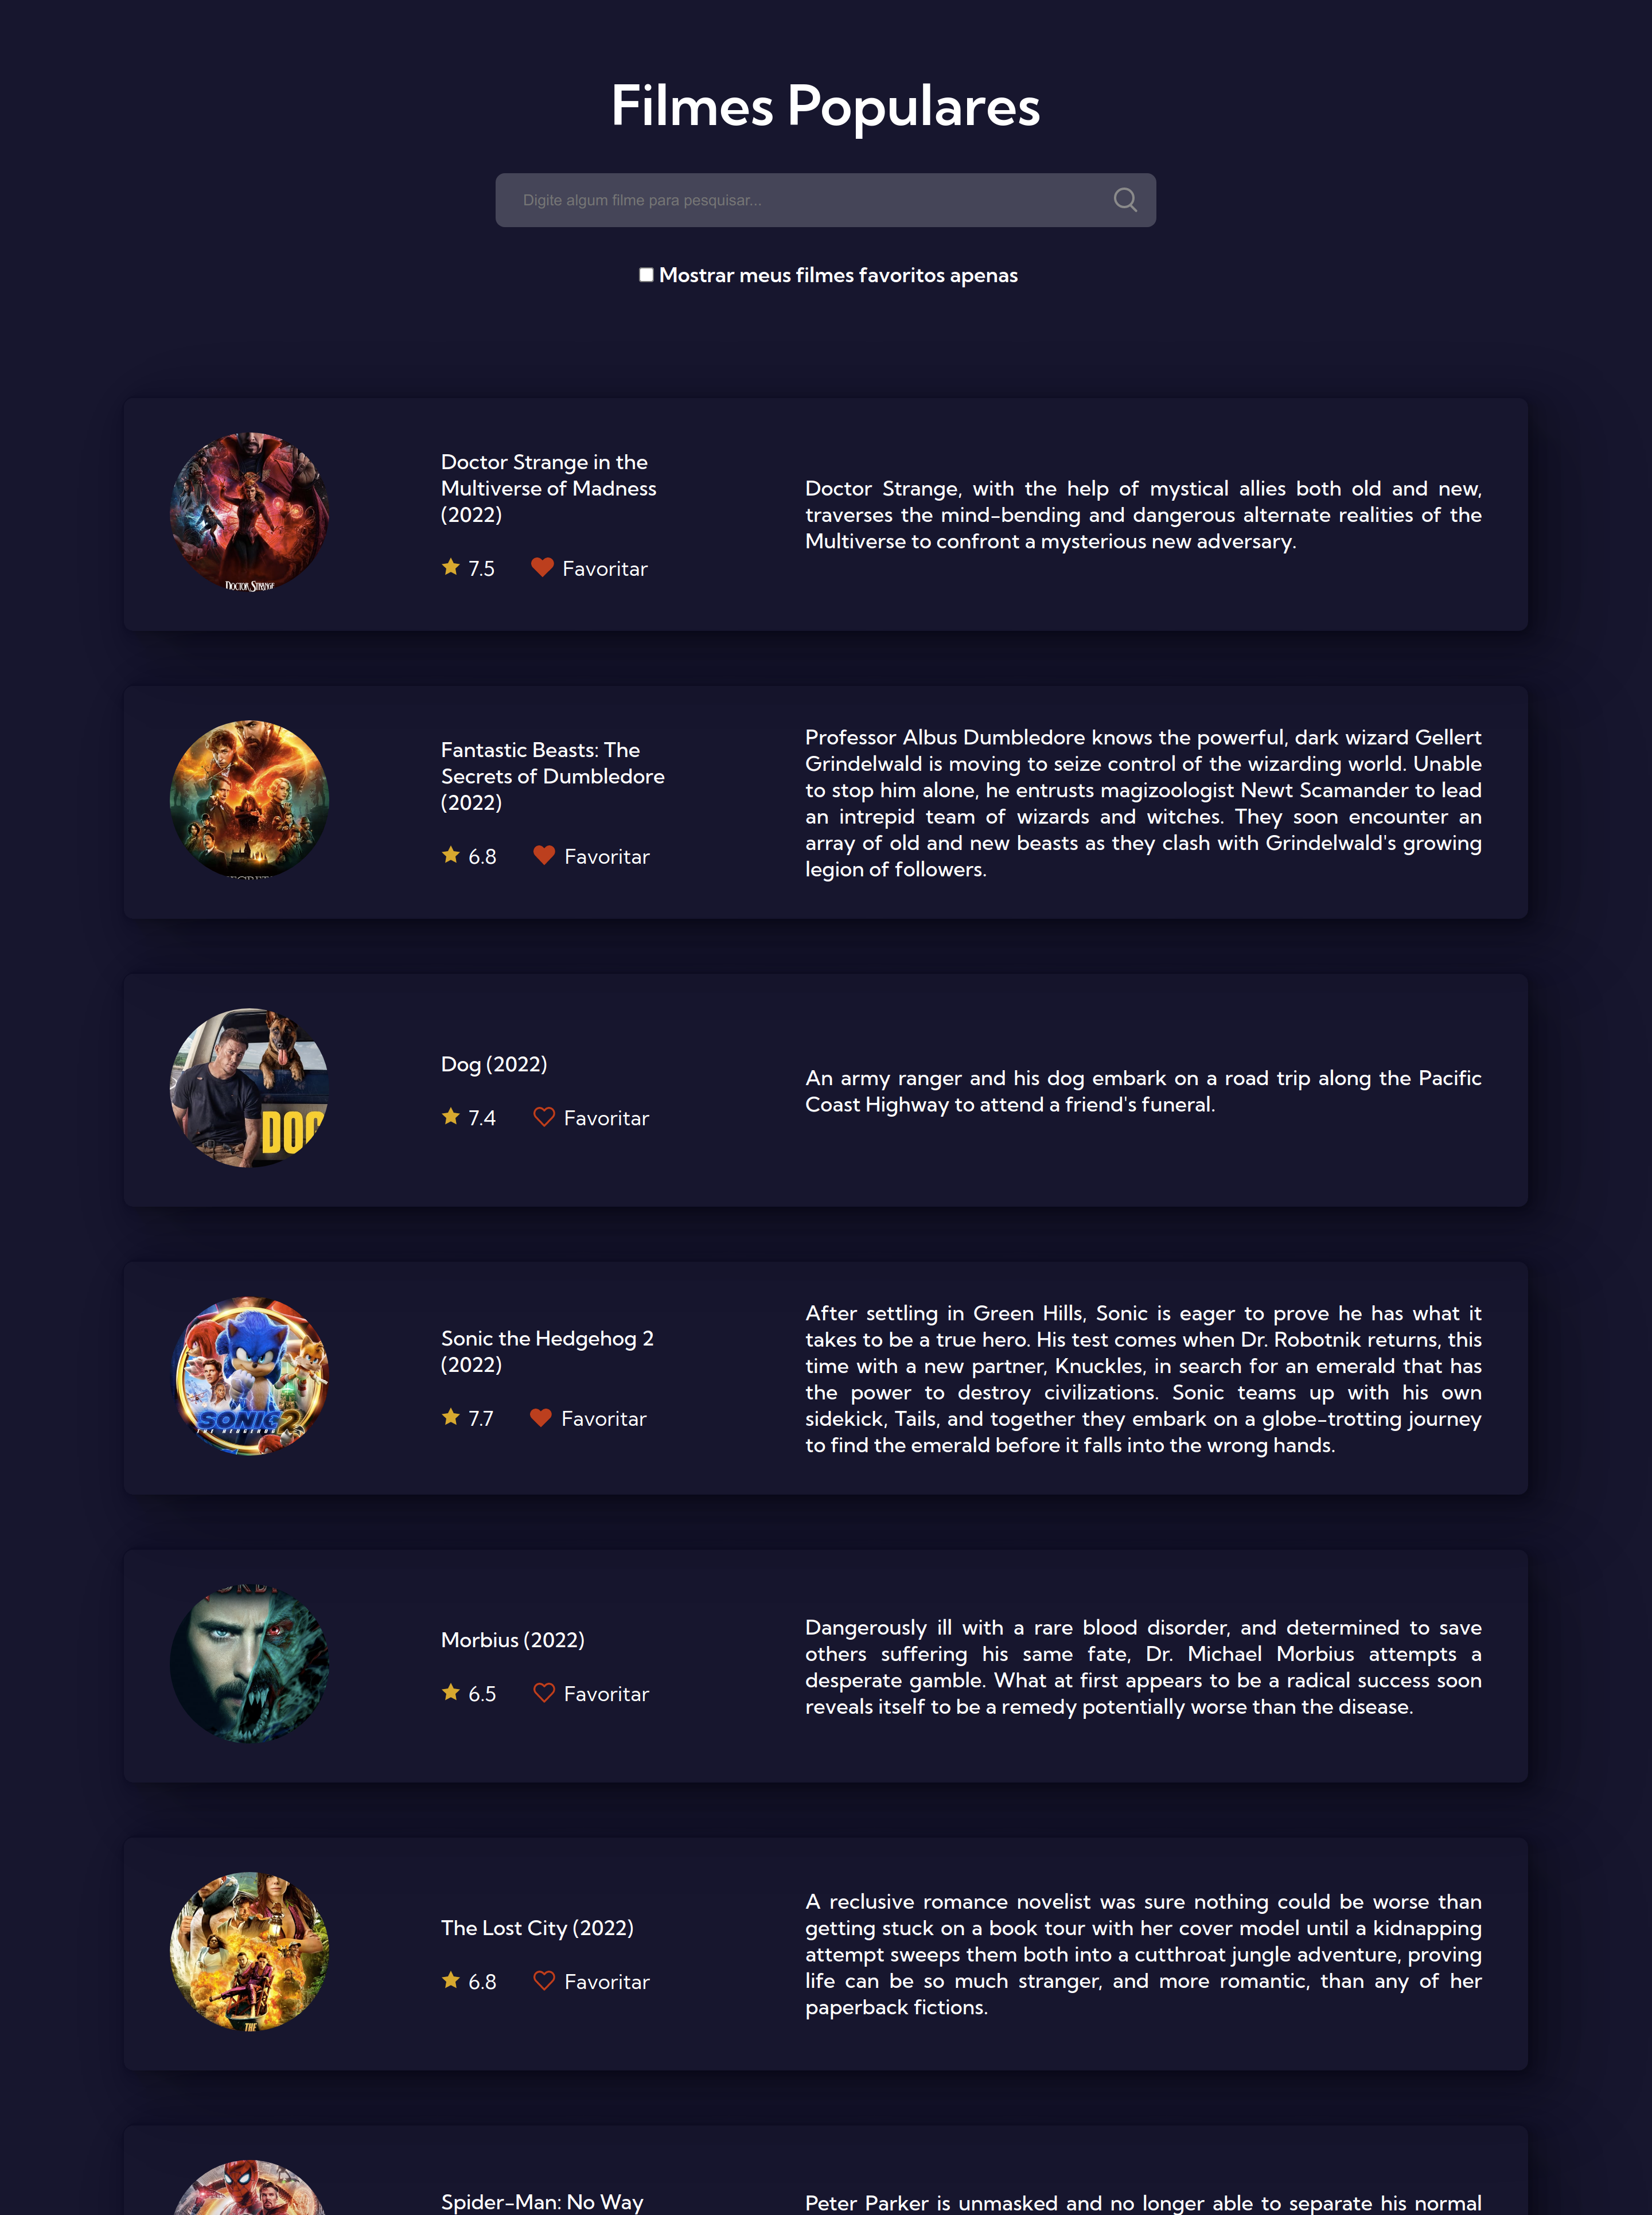 Filmes Populares
Digite algum filme para pesquisar...
Mostrar meus filmes favoritos apenas
DOCTOR STRANGE
Doctor Strange in the
Multiverse of Madness
(2022)
7.5 Favoritar
Doctor Strange, with the help of mystical allies both old and new,
traverses the mind-bending and dangerous alternate realities of the
Multiverse to confront a mysterious new adversary.
Fantastic Beasts: The
Secrets of Dumbledore
(2022)
6.8 Favoritar
Professor Albus Dumbledore knows the powerful, dark wizard Gellert
Grindelwald is moving to seize control of the wizarding world. Unable
to stop him alone, he entrusts magizoologist Newt Scamander to lead
an intrepid team of wizards and witches. They soon encounter an
array of old and new beasts as they clash with Grindelwald's growing
legion of followers.
DOG
Dog (2022)
7.4 Favoritar
An army ranger and his dog embark on a road trip along the Pacific
Coast Highway to attend a friend's funeral.
SONIC 2
THE HEDGEHOG
Sonic the Hedgehog 2
(2022)
7.7 Favoritar
After settling in Green Hills, Sonic is eager to prove he has what it
takes to be a true hero. His test comes when Dr. Robotnik returns, this
time with a new partner, Knuckles, in search for an emerald that has
the power to destroy civilizations. Sonic teams up with his own
sidekick, Tails, and together they embark on a globe-trotting journey
to find the emerald before it falls into the wrong hands.
Morbius (2022)
6.5 Favoritar
Dangerously ill with a rare blood disorder, and determined to save
others suffering his same fate, Dr. Michael Morbius attempts a
desperate gamble. What at first appears to be a radical success soon
reveals itself to be a remedy potentially worse than the disease.
THE
The Lost City (2022)
6.8 Favoritar
A reclusive romance novelist was sure nothing could be worse than
getting stuck on a book tour with her cover model until a kidnapping
attempt sweeps them both into a cutthroat jungle adventure, proving
life can be so much stranger, and more romantic, than any of her
paperback fictions.
Spider-Man: No Way
Peter Parker is unmasked and no longer able to separate his normal